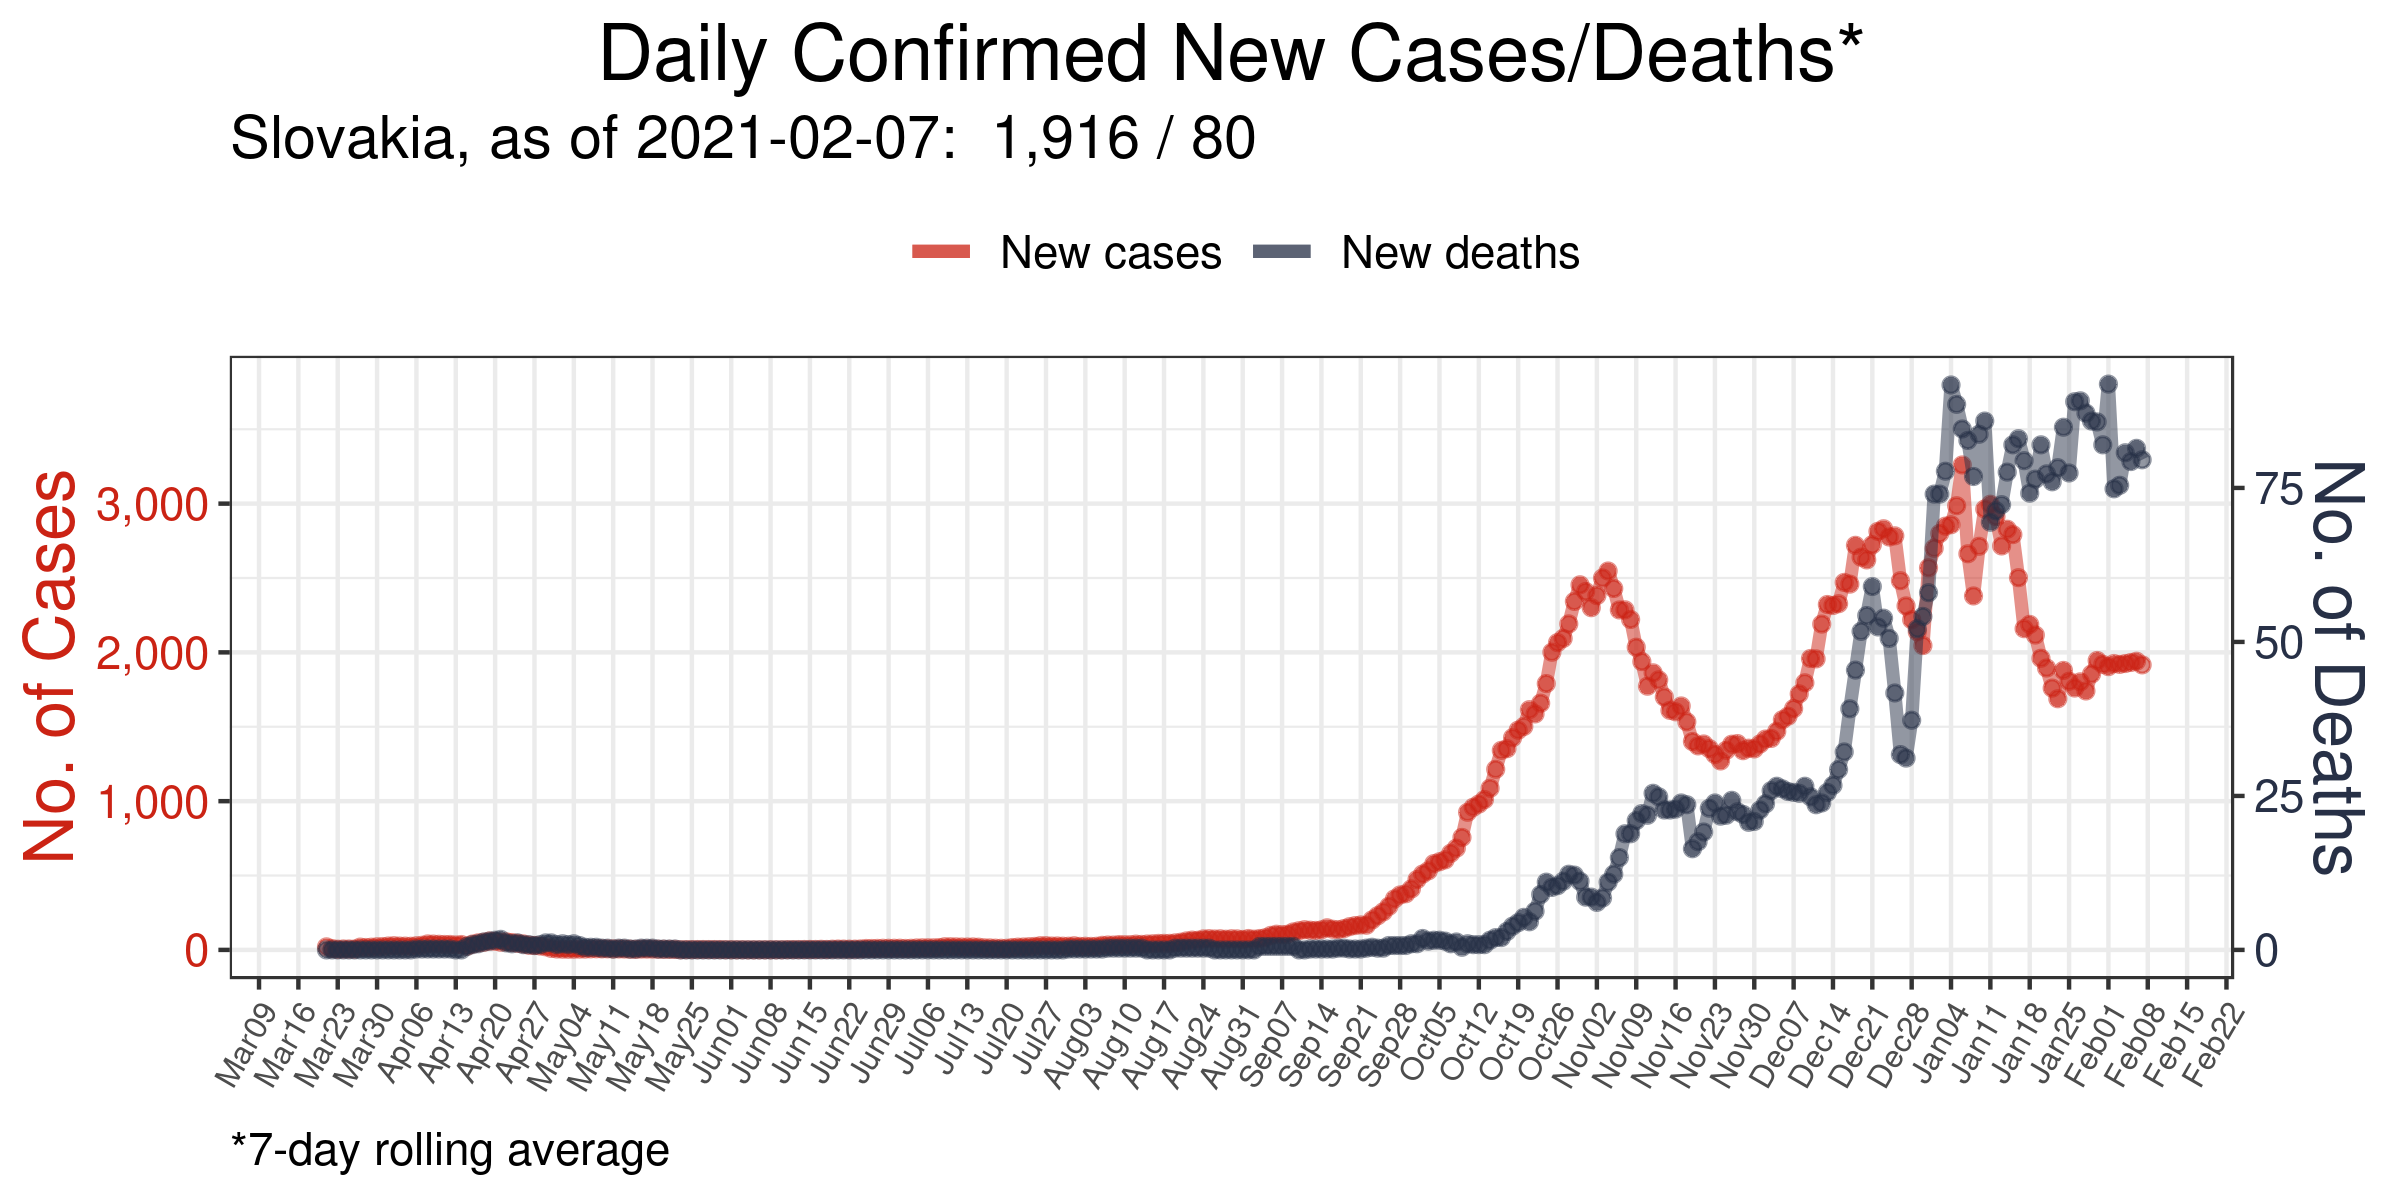 Daily Confirmed New Cases/Deaths*
Slovakia, as of 2021-02-07:  1,916 / 80
New cases New deaths
No. of Cases
3,000
2,000
1,000
0
75
50
25
0
No. of Deaths
Mar09 Mar16 Mar23 Mar30 Apr06 Apr13 Apr20 Apr27 May04 May11 May18 May25 Jun01 Jun08 Jun15 Jun22 Jun29 Jul06 Jul13 Jul20 Jul27 Aug03 Aug10 Aug17 Aug24 Aug31 Sep07 Sep14 Sep21 Sep28 Oct05 Oct12 Oct19 Oct26 Nov02 Nov09 Nov16 Nov23 Nov30 Dec07 Dec14 Dec21 Dec28 Jan04 Jan11 Jan18 Jan25 Feb01 Feb08 Feb15 Feb22
*7-day rolling average